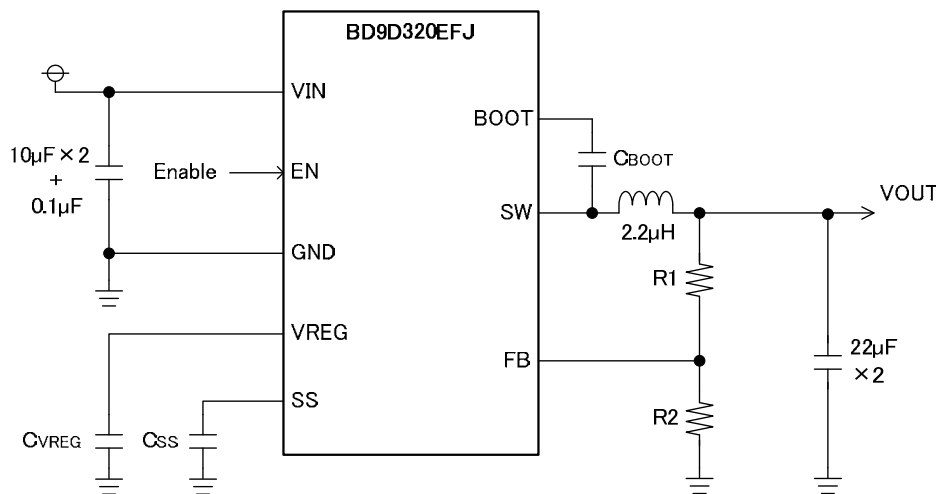 BD9D320EFJ
VIN
BOOT
10μF×2
+
0.1μF
Enable
EN
CBOOT
SW
VOUT
2.2μH
GND
R1
VREG
FB
22μF
×2
SS
R2
CVREG
CSS